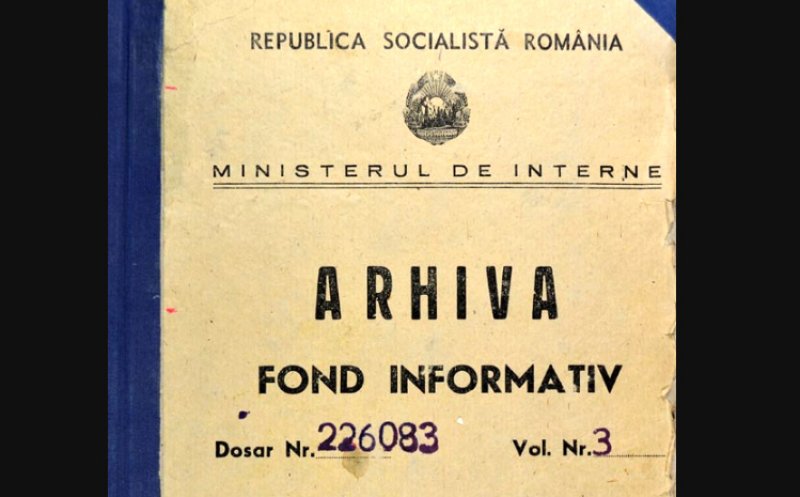 REPUBLICA SOCIALISTĂ ROMÂNIA
MINISTERUL DE INTERNE
ARHIVA
FOND INFORMATIV
Dosar Nr. 226083 Vol. Nr. 3